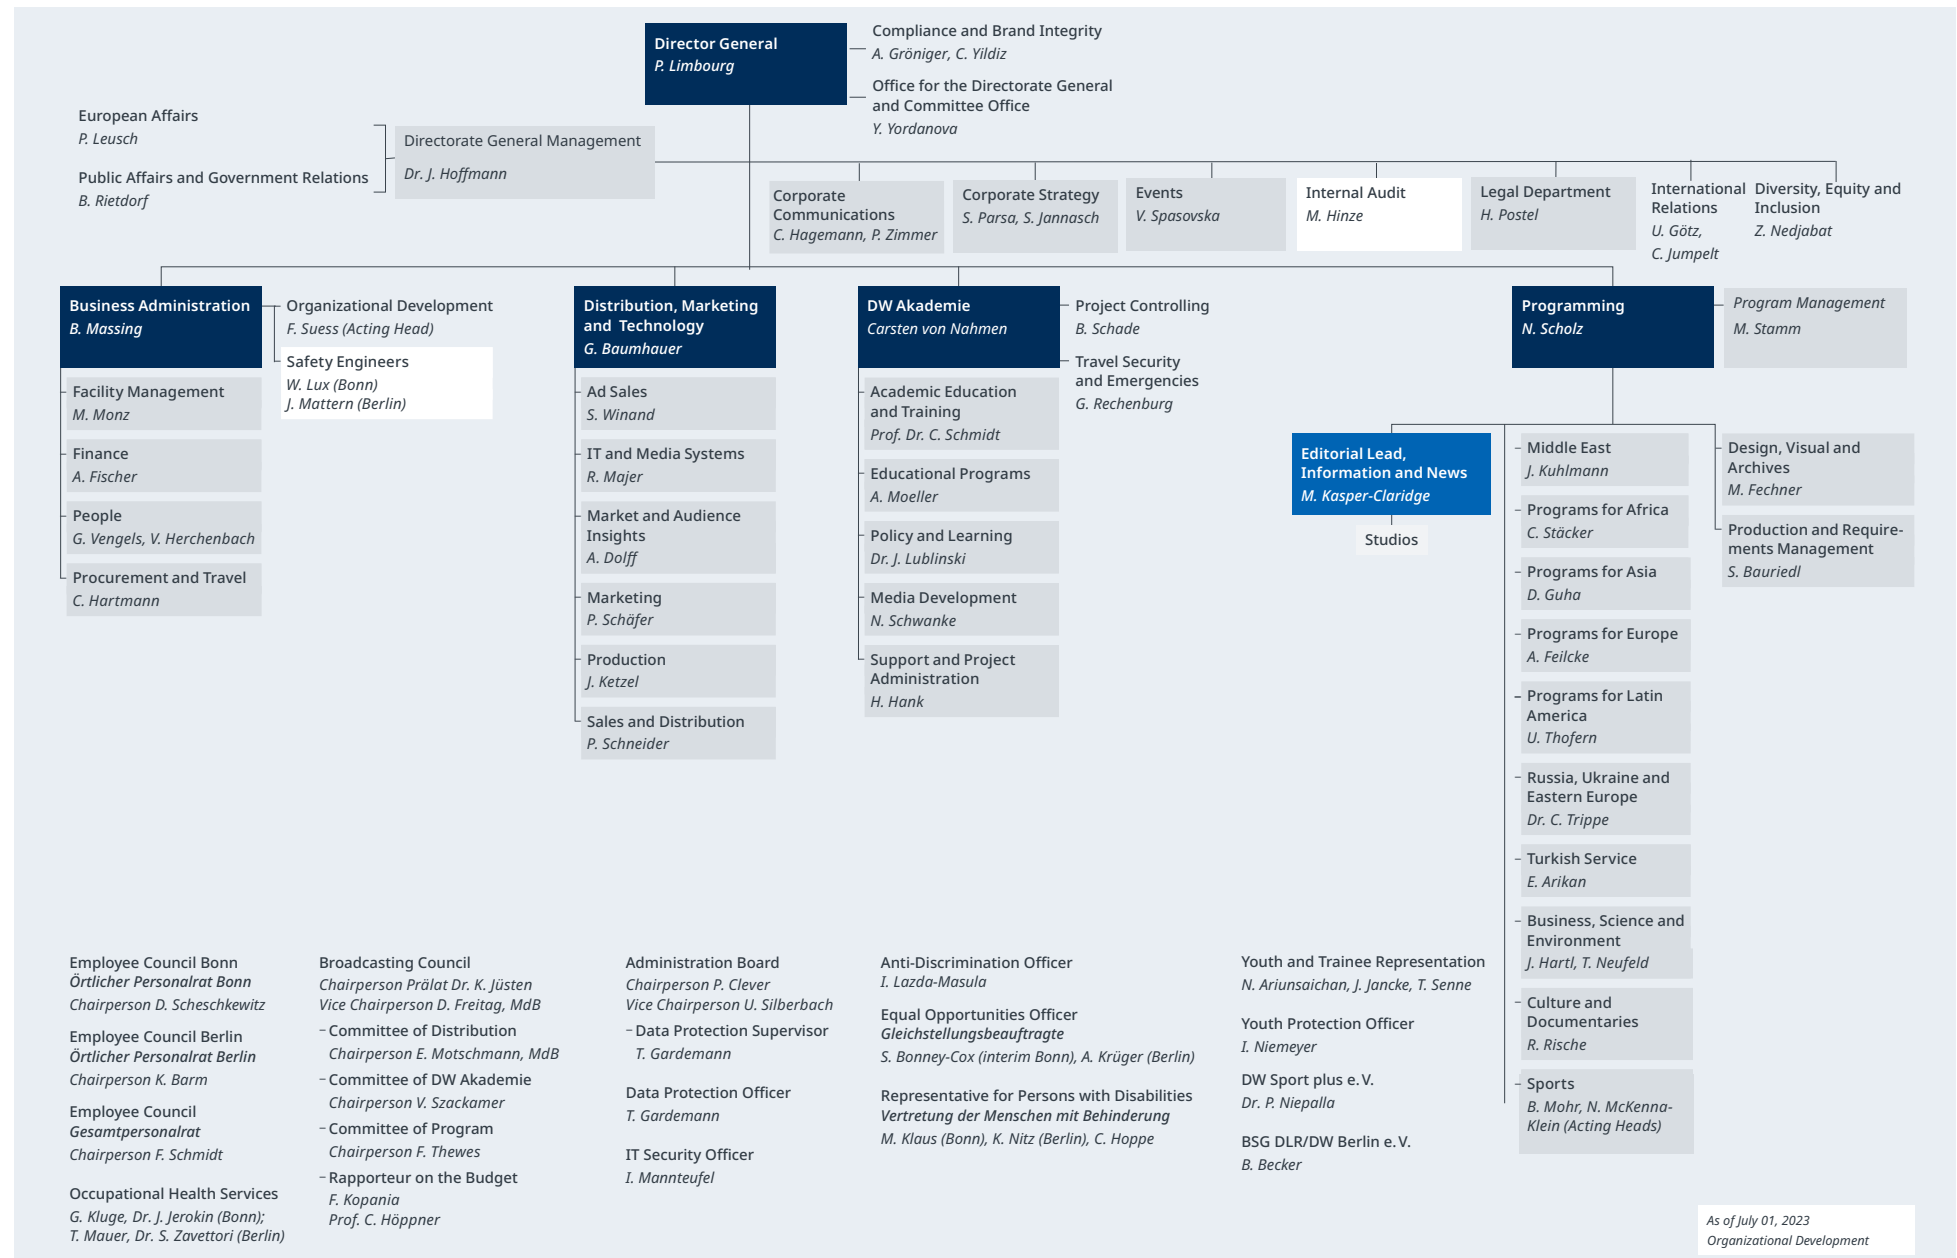 Director General
P. Limbourg
Compliance and Brand Integrity
A. Gröniger, C. Yildiz
Office for the Directorate General
and Committee Office
Y. Yordanova
European Affairs
P. Leusch
Public Affairs and Government Relations
B. Rietdorf
Directorate General Management
Dr. J. Hoffmann
Corporate
Communications
C. Hagemann, P. Zimmer
Corporate Strategy
S. Parsa, S. Jannasch
Events
V. Spasovska
Internal Audit
M. Hinze
Legal Department
H. Postel
International
Relations
U. Götz,
C. Jumpelt
Diversity, Equity and
Inclusion
Z. Nedjabat
Business Administration
B. Massing
Organizational Development
F. Suess (Acting Head)
Safety Engineers
W. Lux (Bonn)
J. Mattern (Berlin)
Facility Management
M. Monz
Finance
A. Fischer
People
G. Vengels, V. Herchenbach
Procurement and Travel
C. Hartmann
Distribution, Marketing
and Technology
G. Baumhauer
Ad Sales
S. Winand
IT and Media Systems
R. Majer
Market and Audience
Insights
A. Dolff
Marketing
P. Schäfer
Production
J. Ketzel
Sales and Distribution
P. Schneider
DW Akademie
Carsten von Nahmen
Project Controlling
B. Schade
Travel Security
and Emergencies
G. Rechenburg
Academic Education
and Training
Prof. Dr. C. Schmidt
Educational Programs
A. Moeller
Policy and Learning
Dr. J. Lublinski
Media Development
N. Schwanke
Support and Project
Administration
H. Hank
Programming
N. Scholz
Program Management
M. Stamm
Editorial Lead,
Information and News
M. Kasper-Claridge
Studios
Middle East
J. Kuhlmann
Programs for Africa
C. Stäcker
Programs for Asia
D. Guha
Programs for Europe
A. Feilcke
Programs for Latin
America
U. Thofern
Russia, Ukraine and
Eastern Europe
Dr. C. Trippe
Turkish Service
E. Arikan
Business, Science and
Environment
J. Hartl, T. Neufeld
Culture and
Documentaries
R. Rische
Sports
B. Mohr, N. McKenna-
Klein (Acting Heads)
Design, Visual and
Archives
M. Fechner
Production and Require-
ments Management
S. Bauriedl
Employee Council Bonn
Örtlicher Personalrat Bonn
Chairperson D. Scheschkewitz
Employee Council Berlin
Örtlicher Personalrat Berlin
Chairperson K. Barm
Employee Council
Gesamtpersonalrat
Chairperson F. Schmidt
Occupational Health Services
G. Kluge, Dr. J. Jerokin (Bonn);
T. Mauer, Dr. S. Zavettori (Berlin)
Broadcasting Council
Chairperson Prälat Dr. K. Jüsten
Vice Chairperson D. Freitag, MdB
– Committee of Distribution
Chairperson E. Motschmann, MdB
– Committee of DW Akademie
Chairperson V. Szackamer
– Committee of Program
Chairperson F. Thewes
– Rapporteur on the Budget
F. Kopania
Prof. C. Höppner
Administration Board
Chairperson P. Clever
Vice Chairperson U. Silberbach
– Data Protection Supervisor
T. Gardemann
Data Protection Officer
T. Gardemann
IT Security Officer
I. Mannteufel
Anti-Discrimination Officer
I. Lazda-Masula
Equal Opportunities Officer
Gleichstellungsbeauftragte
S. Bonney-Cox (interim Bonn), A. Krüger (Berlin)
Representative for Persons with Disabilities
Vertretung der Menschen mit Behinderung
M. Klaus (Bonn), K. Nitz (Berlin), C. Hoppe
Youth and Trainee Representation
N. Ariunsaichan, J. Jancke, T. Senne
Youth Protection Officer
I. Niemeyer
DW Sport plus e. V.
Dr. P. Niepalla
BSG DLR/DW Berlin e. V.
B. Becker
As of July 01, 2023
Organizational Development